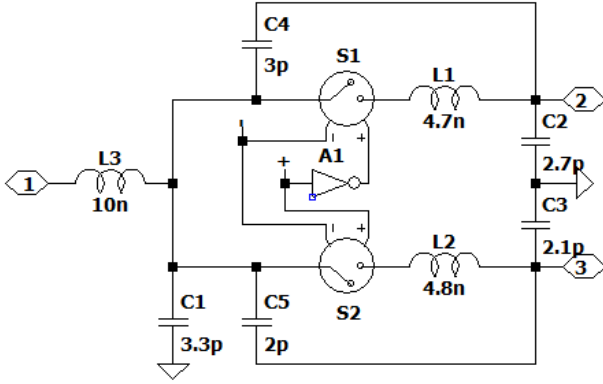 C4
3p
S1
L1
4.7n
2
-
+
A1
- +
C2
2.7p
L3
1
10n
C3
2.1p
- +
L2
4.8n
3
S2
C1
3.3p
C5
2p